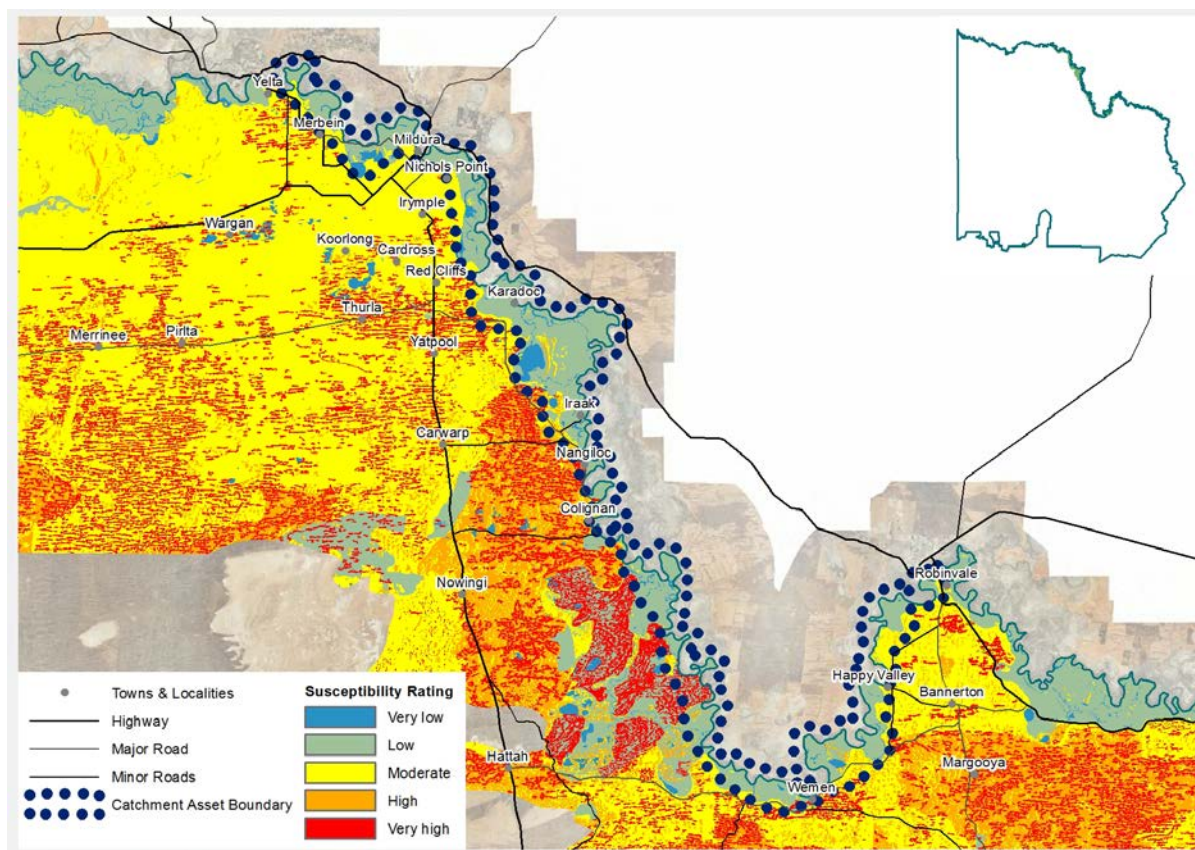 Yelta
Merbein
Mildura
Nichols Point
Irymple
Wargan
Koorlong
Cardross
Red Cliffs
Karadoc
Thurla
Merrinee
Pirlta
Yatpool
Iraak
Carwarp
Nangiloc
Colignan
Nowingi
Robinvale
Happy Valley
Bannerton
Hattah
Margooya
Wemen
Towns & Localities
Highway
Major Road
Minor Roads
Catchment Asset Boundary
Susceptibility Rating
Very low
Low
Moderate
High
Very high